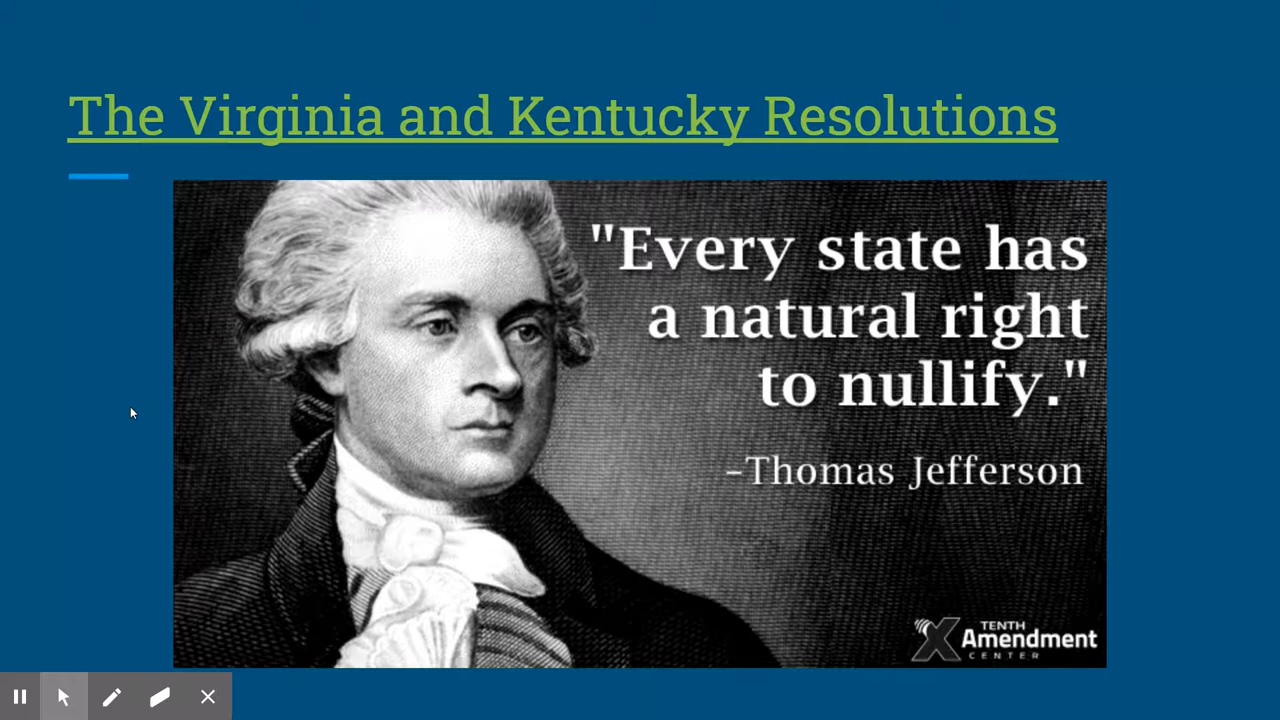 The Virginia and Kentucky Resolutions
"Every state has
a natural right
to nullify."
–Thomas Jefferson
TENTH
Amendment
CENTER